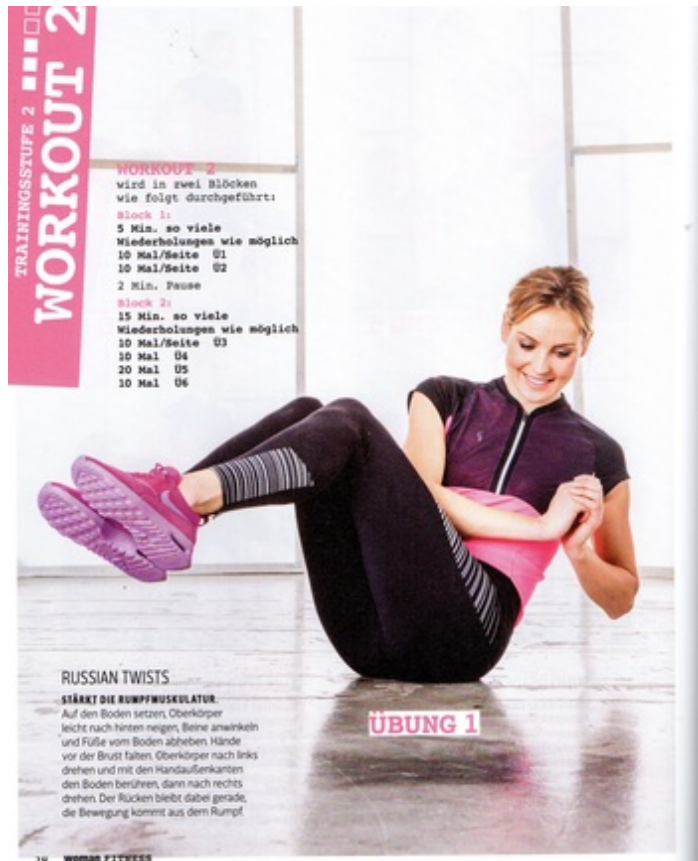 TRAININGSSTUFE 2
WORKOUT 2
WORKOUT 2
wird in zwei Blöcken
wie folgt durchgeführt:
Block 1:
5 Min. so viele
Wiederholungen wie möglich
10 Mal/Seite Ü1
10 Mal/Seite Ü2
2 Min. Pause
Block 2:
15 Min. so viele
Wiederholungen wie möglich
10 Mal/Seite Ü3
10 Mal Ü4
20 Mal Ü5
10 Mal Ü6
RUSSIAN TWISTS
STÄRKT DIE RUMPFMUSKULATUR.
Auf den Boden setzen, Oberkörper
leicht nach hinten neigen, Beine anwinkeln
und Füße vom Boden abheben. Hände
vor der Brust falten. Oberkörper nach links
drehen und mit den Handaußenkanten
den Boden berühren, dann nach rechts
drehen. Der Rücken bleibt dabei gerade,
die Bewegung kommt aus dem Rumpf.
ÜBUNG 1
woman FITNESS